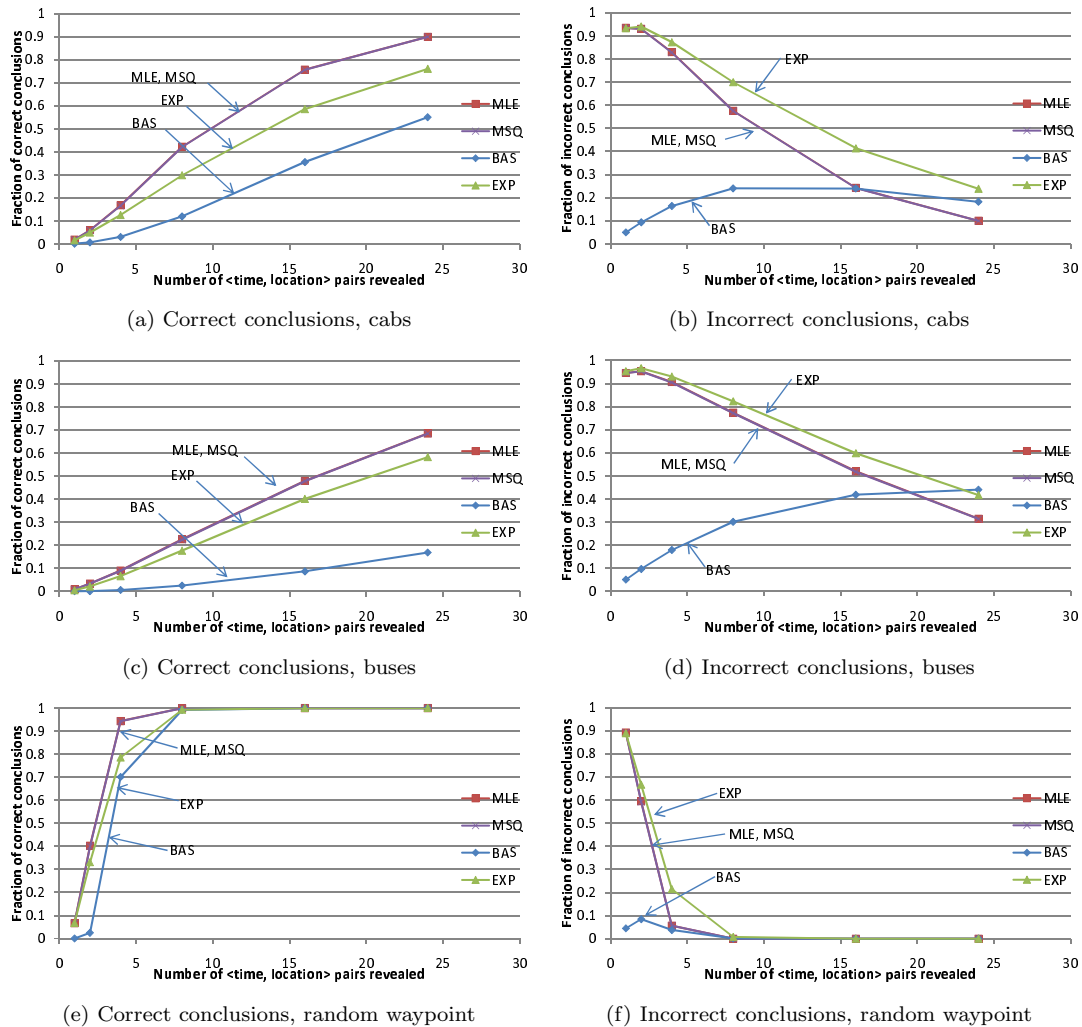 Fraction of correct conclusions
1
0.9
0.8
0.7
0.6
0.5
0.4
0.3
0.2
0.1
0
MLE, MSQ
EXP
BAS
MLE
MSQ
BAS
EXP
0 5 10 15 20 25 30
Number of <time, location> pairs revealed
(a) Correct conclusions, cabs
Fraction of incorrect conclusions
1
0.9
0.8
0.7
0.6
0.5
0.4
0.3
0.2
0.1
0
EXP
MLE, MSQ
BAS
MLE
MSQ
BAS
EXP
0 5 10 15 20 25 30
Number of <time, location> pairs revealed
(b) Incorrect conclusions, cabs
Fraction of correct conclusions
1
0.9
0.8
0.7
0.6
0.5
0.4
0.3
0.2
0.1
0
MLE, MSQ
EXP
BAS
MLE
MSQ
BAS
EXP
0 5 10 15 20 25 30
Number of <time, location> pairs revealed
(c) Correct conclusions, buses
Fraction of incorrect conclusions
1
0.9
0.8
0.7
0.6
0.5
0.4
0.3
0.2
0.1
0
EXP
MLE, MSQ
BAS
MLE
MSQ
BAS
EXP
0 5 10 15 20 25 30
Number of <time, location> pairs revealed
(d) Incorrect conclusions, buses
Fraction of correct conclusions
1
0.9
0.8
0.7
0.6
0.5
0.4
0.3
0.2
0.1
0
MLE, MSQ
EXP
BAS
MLE
MSQ
BAS
EXP
0 5 10 15 20 25 30
Number of <time, location> pairs revealed
(e) Correct conclusions, random waypoint
Fraction of incorrect conclusions
1
0.9
0.8
0.7
0.6
0.5
0.4
0.3
0.2
0.1
0
EXP
MLE, MSQ
BAS
MLE
MSQ
BAS
EXP
0 5 10 15 20 25 30
Number of <time, location> pairs revealed
(f) Incorrect conclusions, random waypoint